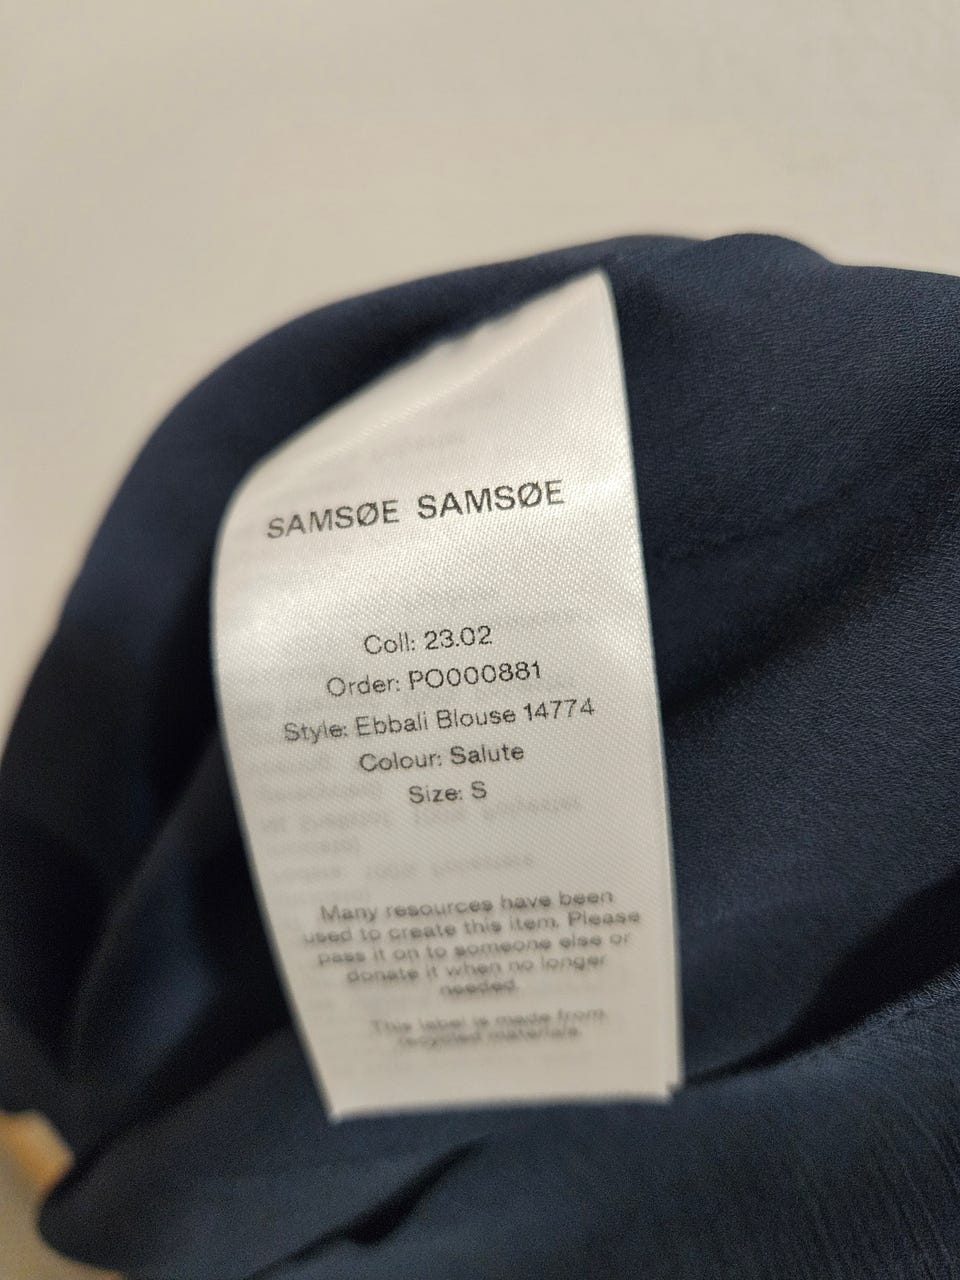 SAMSØE SAMSØE
Coll: 23.02
Order: PO000881
Style: Ebbali Blouse 14774
Colour: Salute
Size: S
Many resources have been
used to create this item. Please
pass it on to someone else or
donate it when no longer
needed.
This label is made from
recycled materials.